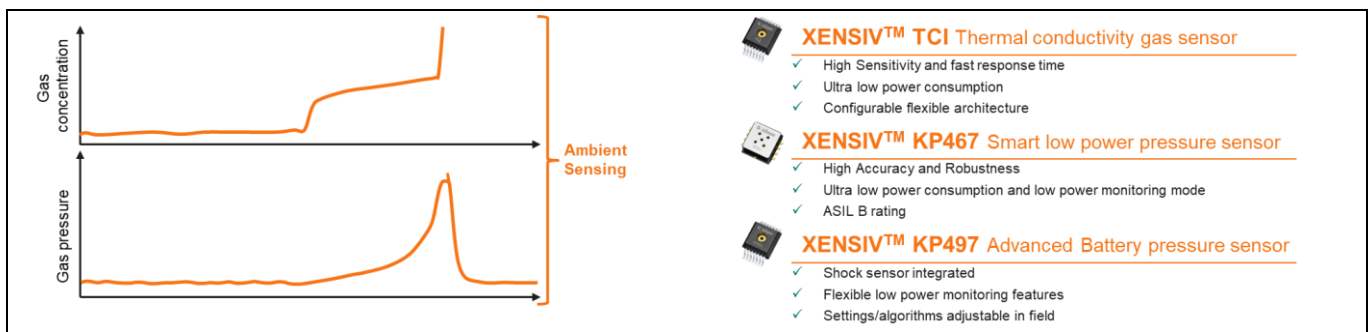 Gas
concentration
Gas pressure
Ambient
Sensing
XENSIV™ TCI Thermal conductivity gas sensor
✓ High Sensitivity and fast response time
✓ Ultra low power consumption
✓ Configurable flexible architecture
XENSIV™ KP467 Smart low power pressure sensor
✓ High Accuracy and Robustness
✓ Ultra low power consumption and low power monitoring mode
✓ ASIL B rating
XENSIV™ KP497 Advanced Battery pressure sensor
✓ Shock sensor integrated
✓ Flexible low power monitoring features
✓ Settings/algorithms adjustable in field